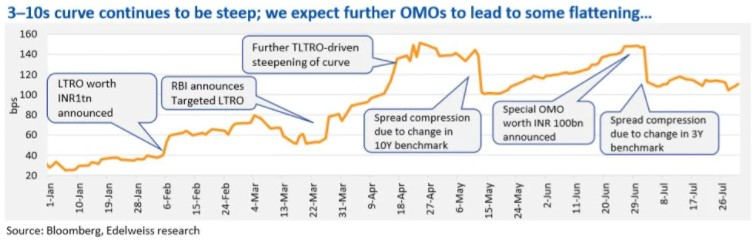 3–10s curve continues to be steep; we expect further OMOs to lead to some flattening...
160
140
120
100
80
60
40
20
bps
LTRO worth
INR1tn
announced
RBI announces
Targeted LTRO
Further TLTRO-driven
steepening of curve
Spread compression
due to change in
10Y benchmark
Special OMO
worth INR 100bn
announced
Spread compression
due to change in 3Y
benchmark
1-Jan
10-Jan
19-Jan
28-Jan
6-Feb
15-Feb
24-Feb
4-Mar
13-Mar
22-Mar
31-Mar
9-Apr
18-Apr
27-Apr
6-May
15-May
24-May
2-Jun
11-Jun
20-Jun
29-Jun
8-Jul
17-Jul
26-Jul
Source: Bloomberg, Edelweiss research